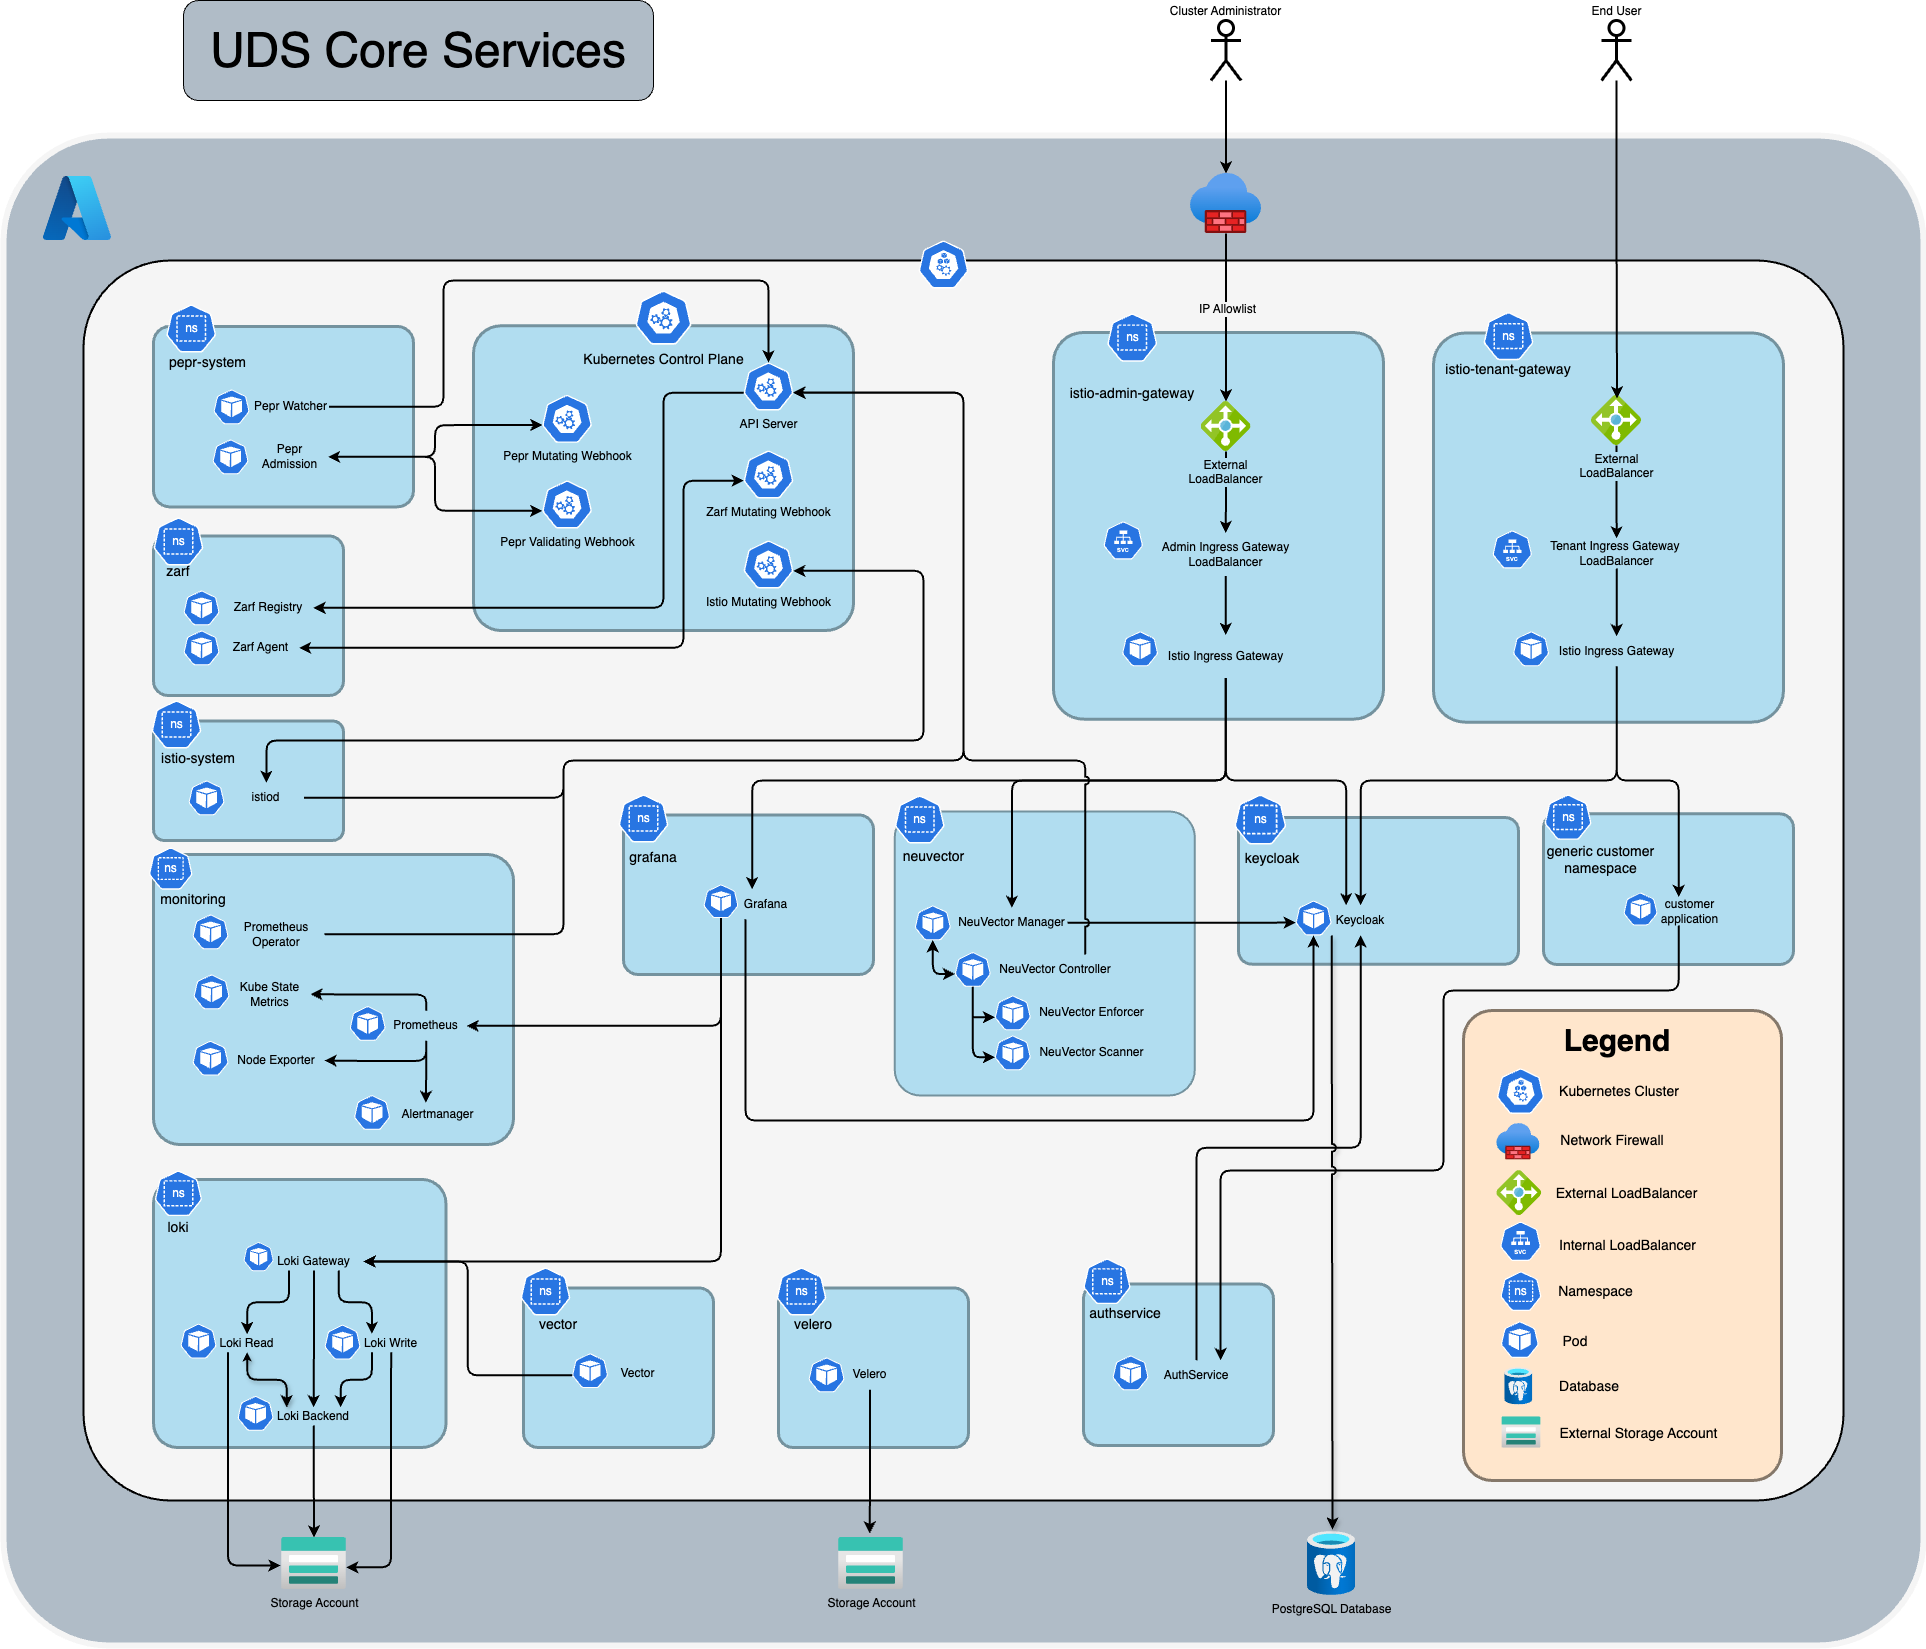 UDS Core Services
Cluster Administrator
End User
IP Allowlist
ns
pepr-system
Pepr Watcher
Pepr
Admission
Kubernetes Control Plane
API Server
Pepr Mutating Webhook
Zarf Mutating Webhook
Pepr Validating Webhook
Istio Mutating Webhook
ns
istio-admin-gateway
External
LoadBalancer
svc
Admin Ingress Gateway
LoadBalancer
Istio Ingress Gateway
ns
istio-tenant-gateway
External
LoadBalancer
svc
Tenant Ingress Gateway
LoadBalancer
Istio Ingress Gateway
ns
zarf
Zarf Registry
Zarf Agent
ns
istio-system
istiod
ns
monitoring
Prometheus
Operator
Kube State
Metrics
Prometheus
Node Exporter
Alertmanager
ns
grafana
Grafana
ns
neuvector
NeuVector Manager
NeuVector Controller
NeuVector Enforcer
NeuVector Scanner
ns
keycloak
Keycloak
ns
generic customer
namespace
customer
application
ns
loki
Loki Gateway
Loki Read
Loki Write
Loki Backend
ns
vector
Vector
ns
velero
Velero
ns
authservice
AuthService
Legend
Kubernetes Cluster
Network Firewall
External LoadBalancer
svc
Internal LoadBalancer
ns
Namespace
Pod
Database
External Storage Account
Storage Account
Storage Account
PostgreSQL Database